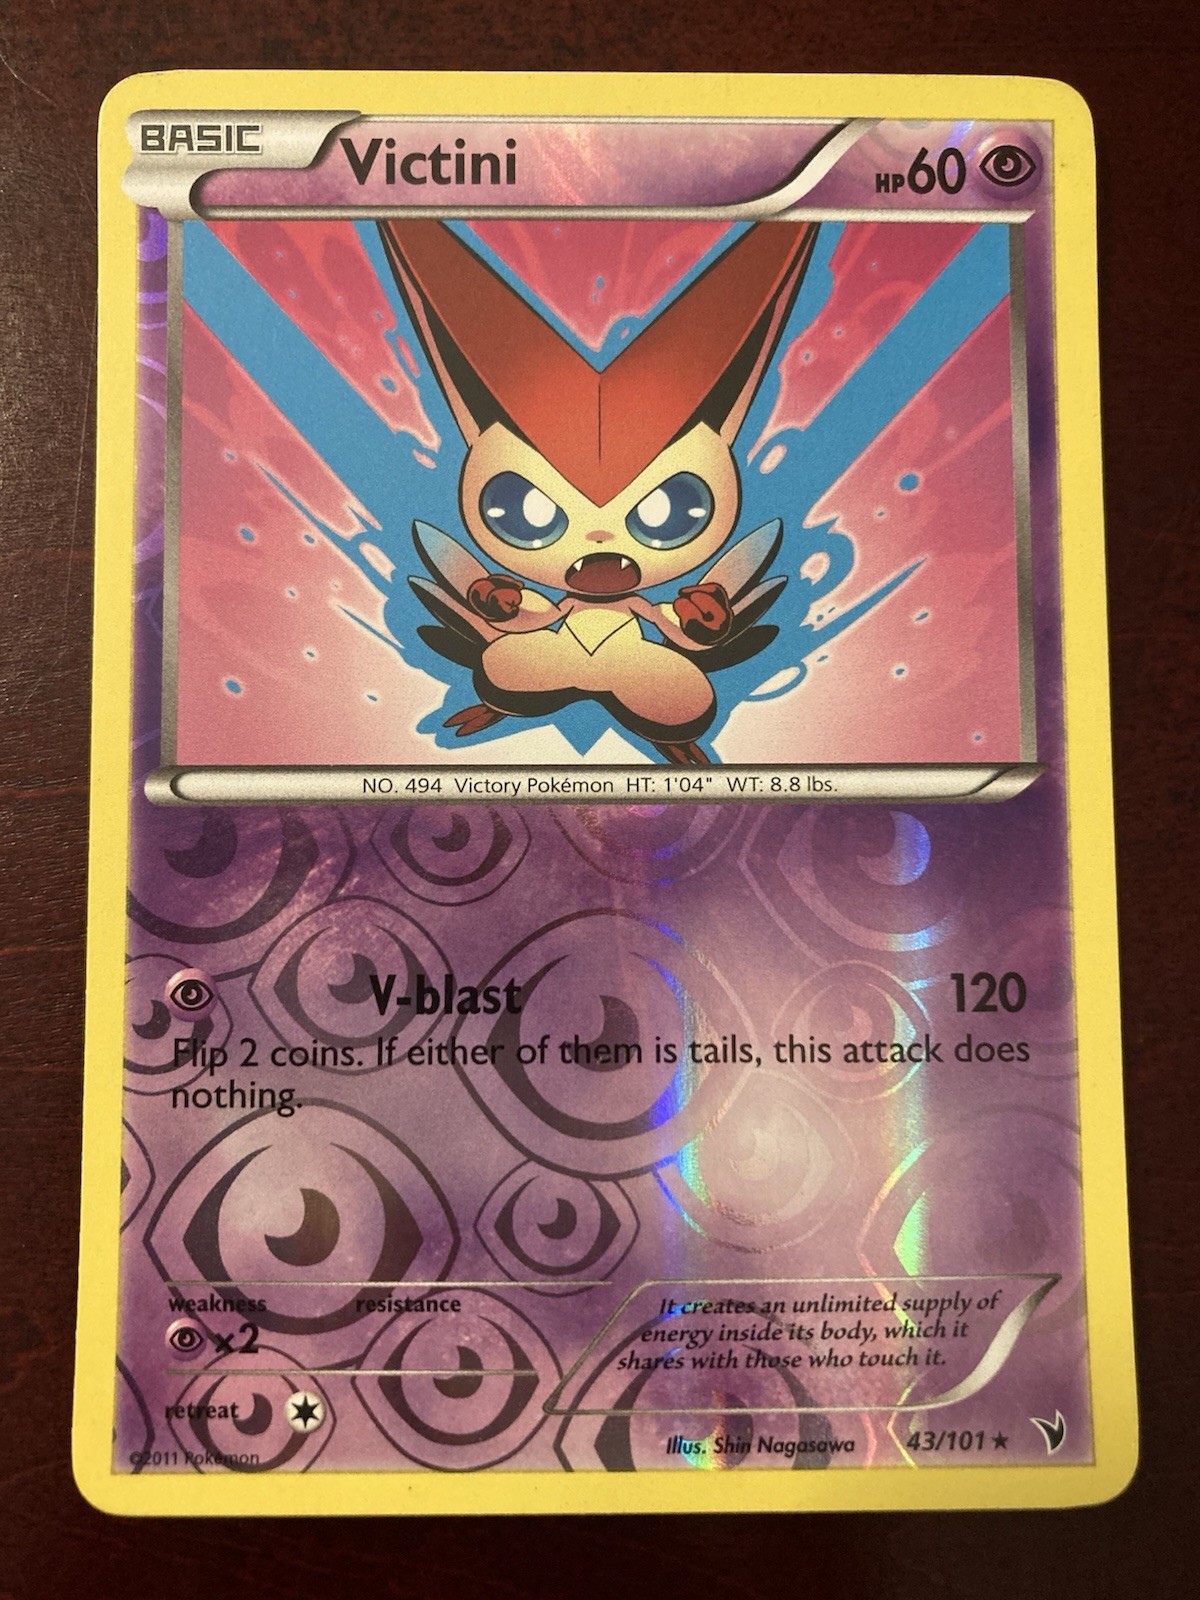 BASIC Victini HP60
NO. 494 Victory Pokémon HT: 1'04" WT: 8.8 lbs.
V-blast 120
Flip 2 coins. If either of them is tails, this attack does
nothing.
weakness resistance
×2
retreat
It creates an unlimited supply of
energy inside its body, which it
shares with those who touch it.
Illus. Shin Nagasawa 43/101 ★
©2011 Pokémon